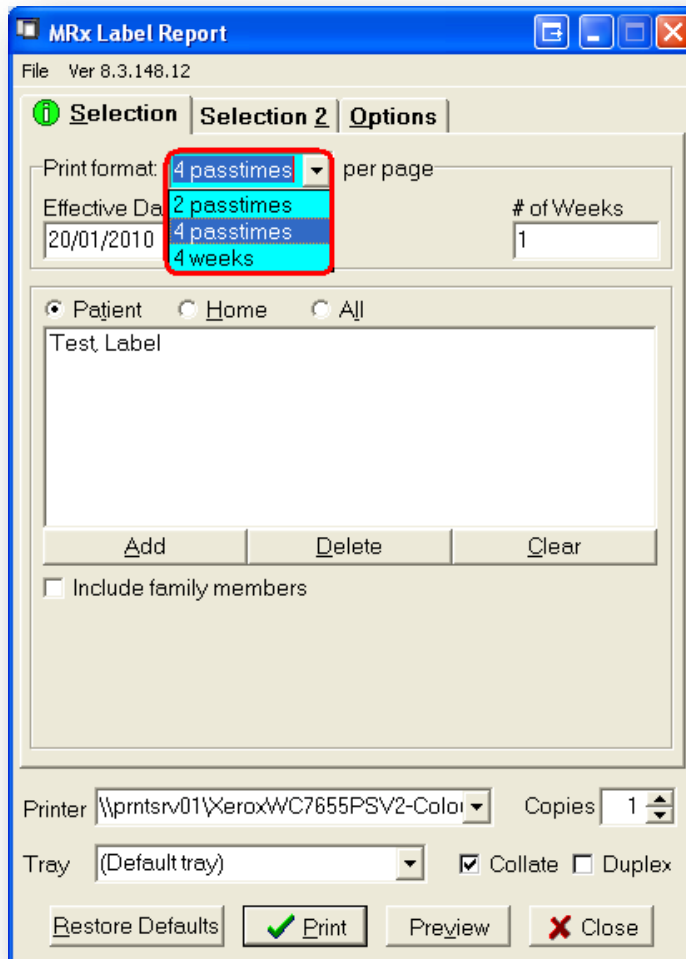 MRx Label Report
File Ver 8.3.148.12
Selection Selection 2 Options
Print format: 4 passtimes per page
2 passtimes
Effective Da # of Weeks
4 passtimes
20/01/2010 1
4 weeks
Patient Home All
Test, Label
Add Delete Clear
Include family members
Printer \\prntsrv01\XeroxWC7655PSV2-Colou Copies 1
Tray (Default tray) Collate Duplex
Restore Defaults Print Preview Close